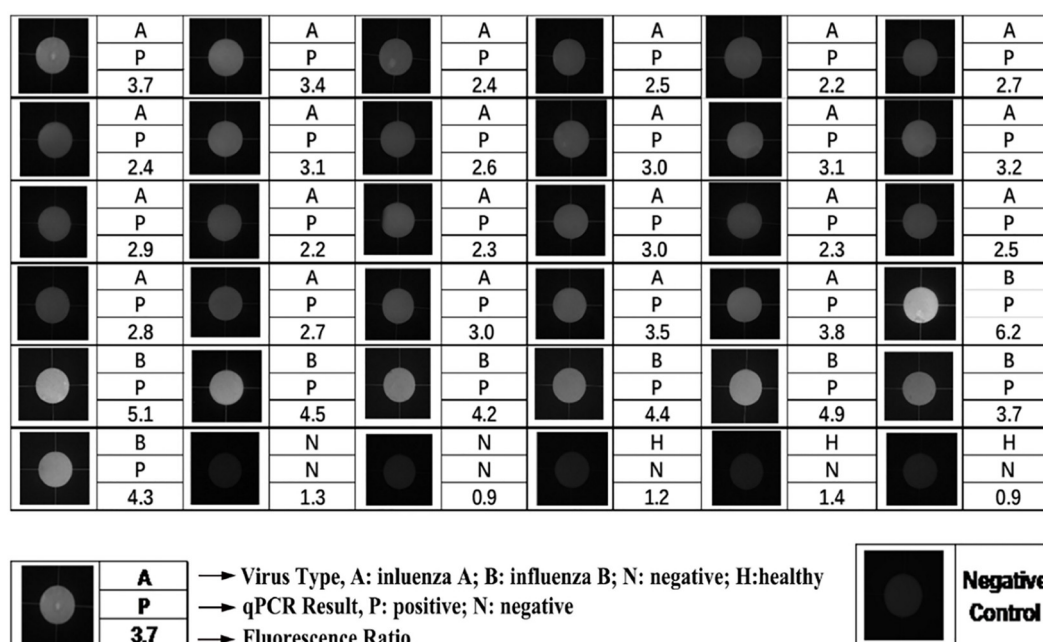 A A A A A A
P P P P P P
3.7 3.4 2.4 2.5 2.2 2.7
A A A A A A
P P P P P P
2.4 3.1 2.6 3.0 3.1 3.2
A A A A A A
P P P P P P
2.9 2.2 2.3 3.0 2.3 2.5
A A A A A B
P P P P P P
2.8 2.7 3.0 3.5 3.8 6.2
B B B B B B
P P P P P P
5.1 4.5 4.2 4.4 4.9 3.7
B N N H H H
P N N N N N
4.3 1.3 0.9 1.2 1.4 0.9
A → Virus Type, A: inluenza A; B: influenza B; N: negative; H:healthy
P → qPCR Result, P: positive; N: negative
3.7 → Fluorescence Ratio
Negative
Control